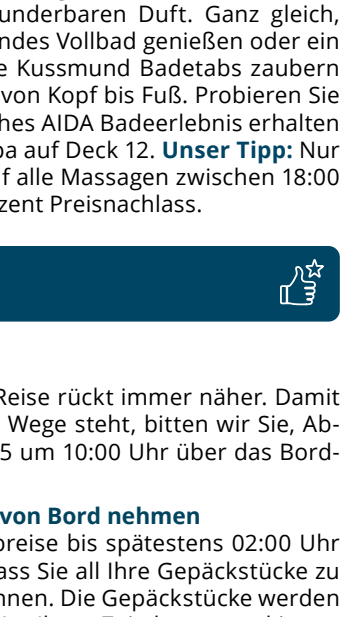 underbaren Duft. Ganz gleich,
ndes Vollbad genießen oder ein
e Kussmund Badetabs zaubern
von Kopf bis Fuß. Probieren Sie
hes AIDA Badeerlebnis erhalten
pa auf Deck 12. Unser Tipp: Nur
f alle Massagen zwischen 18:00
zent Preisnachlass.
Reise rückt immer näher. Damit
Wege steht, bitten wir Sie, Ab-
5 um 10:00 Uhr über das Bord-
von Bord nehmen
preise bis spätestens 02:00 Uhr
ass Sie all Ihre Gepäckstücke zu
nnen. Die Gepäckstücke werden